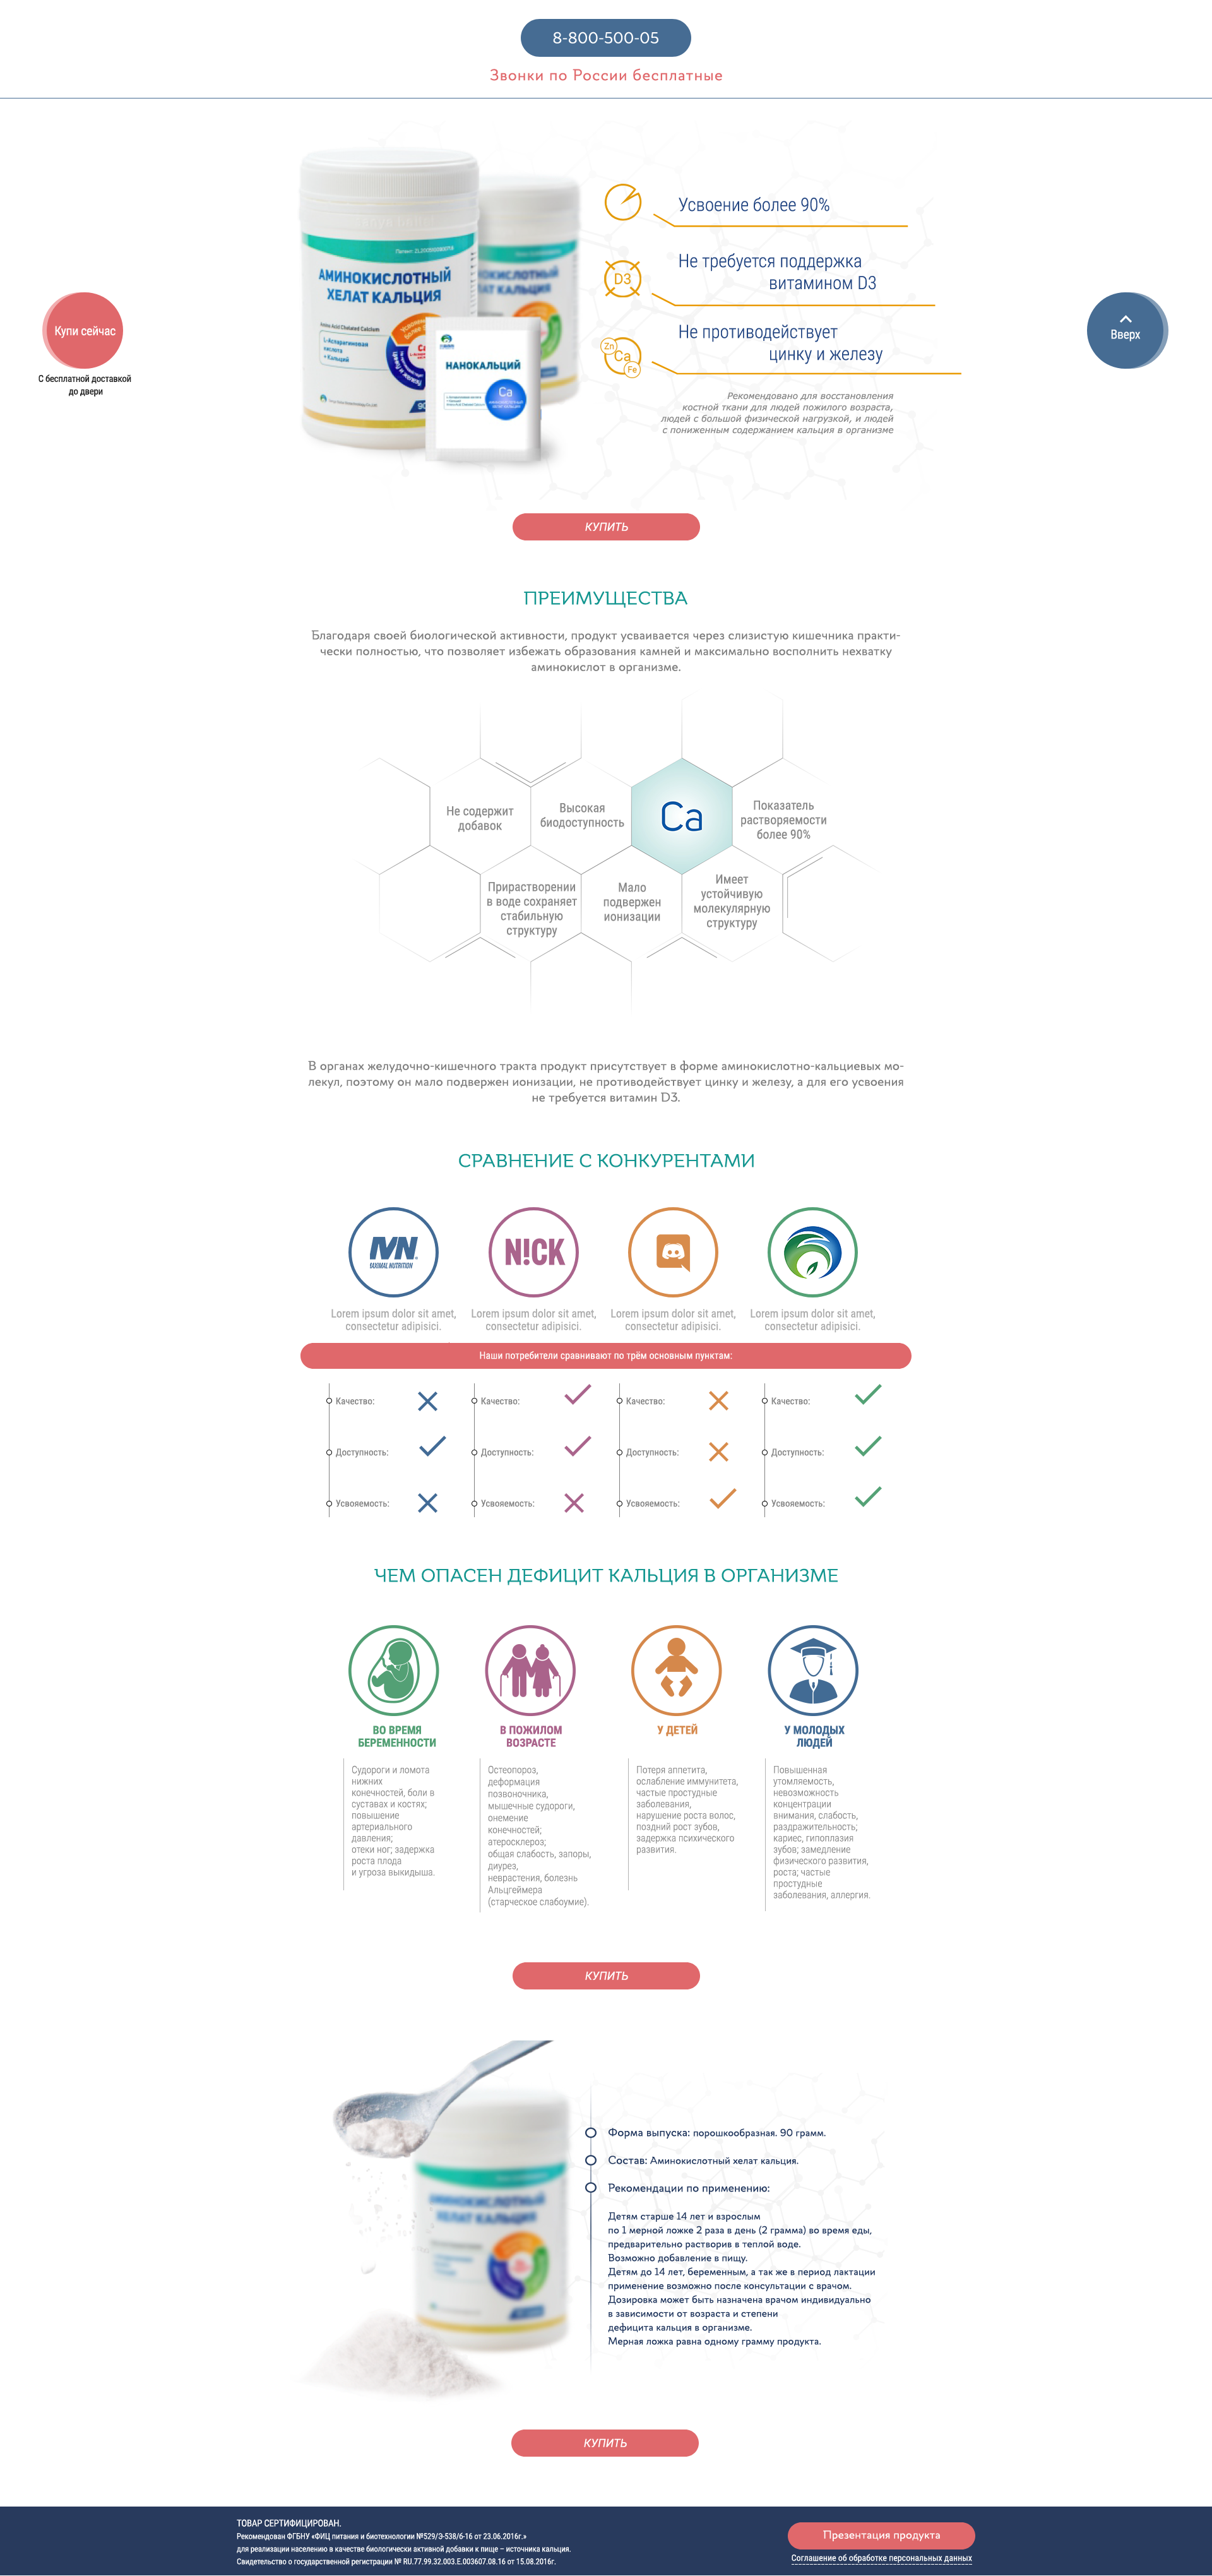 8-800-500-05
Звонки по России бесплатные
Патент: ZL200510080017.8
АМИНОКИСЛОТНЫЙ
ХЕЛАТ КАЛЬЦИЯ
Amino Acid Chelated Calcium
L-Аспарагиновая
кислота
+ Кальций
НАНОКАЛЬЦИЙ
Ca
Усвоение более 90%
D3
Не требуется поддержка
витамином D3
Zn
Ca
Fe
Не противодействует
цинку и железу
Рекомендовано для восстановления
костной ткани для людей пожилого возраста,
людей с большой физической нагрузкой, и людей
с пониженным содержанием кальция в организме
Купи сейчас
С бесплатной доставкой
до двери
Вверх
КУПИТЬ
ПРЕИМУЩЕСТВА
Благодаря своей биологической активности, продукт усваивается через слизистую кишечника практи-
чески полностью, что позволяет избежать образования камней и максимально восполнить нехватку
аминокислот в организме.
Не содержит
добавок
Высокая
биодоступность
Ca
Показатель
растворяемости
более 90%
Прирастворении
в воде сохраняет
стабильную
структуру
Мало
подвержен
ионизации
Имеет
устойчивую
молекулярную
структуру
В органах желудочно-кишечного тракта продукт присутствует в форме аминокислотно-кальциевых мо-
лекул, поэтому он мало подвержен ионизации, не противодействует цинку и железу, а для его усвоения
не требуется витамин D3.
СРАВНЕНИЕ С КОНКУРЕНТАМИ
MN
MAXIMAL NUTRITION
N!CK
Lorem ipsum dolor sit amet,
consectetur adipisici.
Lorem ipsum dolor sit amet,
consectetur adipisici.
Lorem ipsum dolor sit amet,
consectetur adipisici.
Lorem ipsum dolor sit amet,
consectetur adipisici.
Наши потребители сравнивают по трём основным пунктам:
Качество: Качество: Качество: Качество:
Доступность: Доступность: Доступность: Доступность:
Усвояемость: Усвояемость: Усвояемость: Усвояемость:
ЧЕМ ОПАСЕН ДЕФИЦИТ КАЛЬЦИЯ В ОРГАНИЗМЕ
ВО ВРЕМЯ
БЕРЕМЕННОСТИ
Судороги и ломота
нижних
конечностей, боли в
суставах и костях;
повышение
артериального
давления;
отеки ног; задержка
роста плода
и угроза выкидыша.
В ПОЖИЛОМ
ВОЗРАСТЕ
Остеопороз,
деформация
позвоночника,
мышечные судороги,
онемение
конечностей;
атеросклероз;
общая слабость, запоры,
диурез,
неврастения, болезнь
Альцгеймера
(старческое слабоумие).
У ДЕТЕЙ
Потеря аппетита,
ослабление иммунитета,
частые простудные
заболевания,
нарушение роста волос,
поздний рост зубов,
задержка психического
развития.
У МОЛОДЫХ
ЛЮДЕЙ
Повышенная
утомляемость,
невозможность
концентрации
внимания, слабость,
раздражительность;
кариес, гипоплазия
зубов; замедление
физического развития,
роста; частые
простудные
заболевания, аллергия.
КУПИТЬ
АМИНОКИСЛОТНЫЙ
ХЕЛАТ КАЛЬЦИЯ
Форма выпуска: порошкообразная. 90 грамм.
Состав: Аминокислотный хелат кальция.
Рекомендации по применению:
Детям старше 14 лет и взрослым
по 1 мерной ложке 2 раза в день (2 грамма) во время еды,
предварительно растворив в теплой воде.
Возможно добавление в пищу.
Детям до 14 лет, беременным, а так же в период лактации
применение возможно после консультации с врачом.
Дозировка может быть назначена врачом индивидуально
в зависимости от возраста и степени
дефицита кальция в организме.
Мерная ложка равна одному грамму продукта.
КУПИТЬ
ТОВАР СЕРТИФИЦИРОВАН.
Рекомендован ФГБНУ «ФИЦ питания и биотехнологии №529/Э-538/б-16 от 23.06.2016г.»
для реализации населению в качестве биологически активной добавки к пище – источника кальция.
Свидетельство о государственной регистрации № RU.77.99.32.003.Е.003607.08.16 от 15.08.2016г.
Презентация продукта
Соглашение об обработке персональных данных